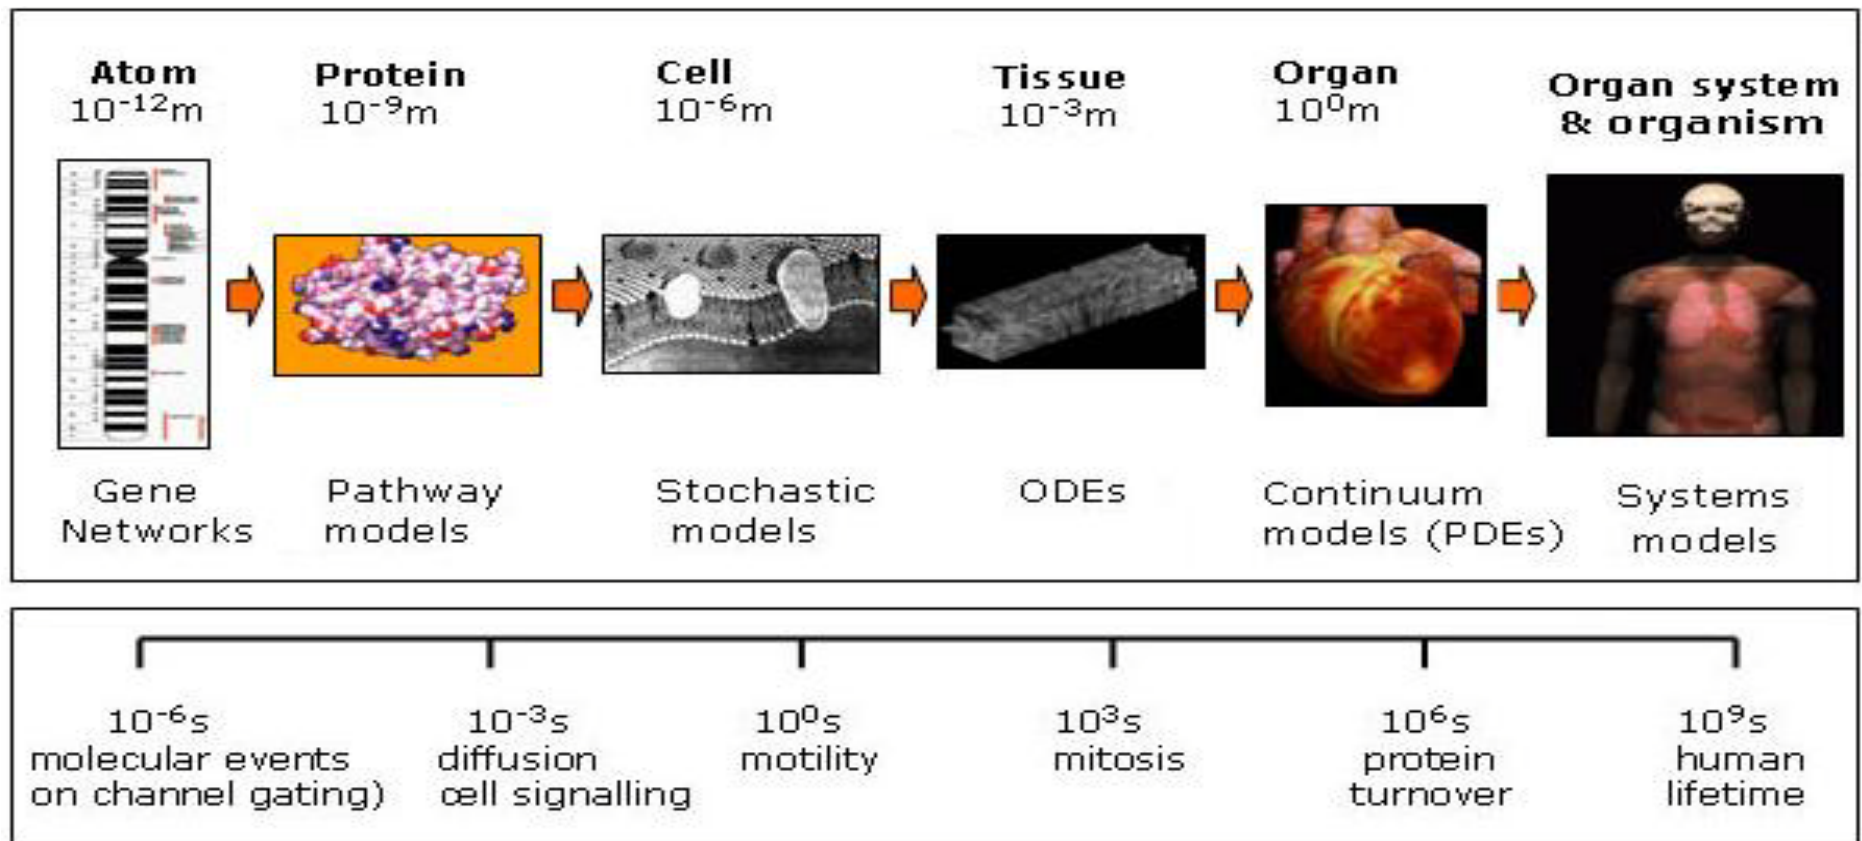 Atom
10⁻¹²m
Protein
10⁻⁹m
Cell
10⁻⁶m
Tissue
10⁻³m
Organ
10⁰m
Organ system
& organism
Gene
Networks
Pathway
models
Stochastic
models
ODEs
Continuum
models (PDEs)
Systems
models
10⁻⁶s
molecular events
on channel gating)
10⁻³s
diffusion
cell signalling
10⁰s
motility
10³s
mitosis
10⁶s
protein
turnover
10⁹s
human
lifetime